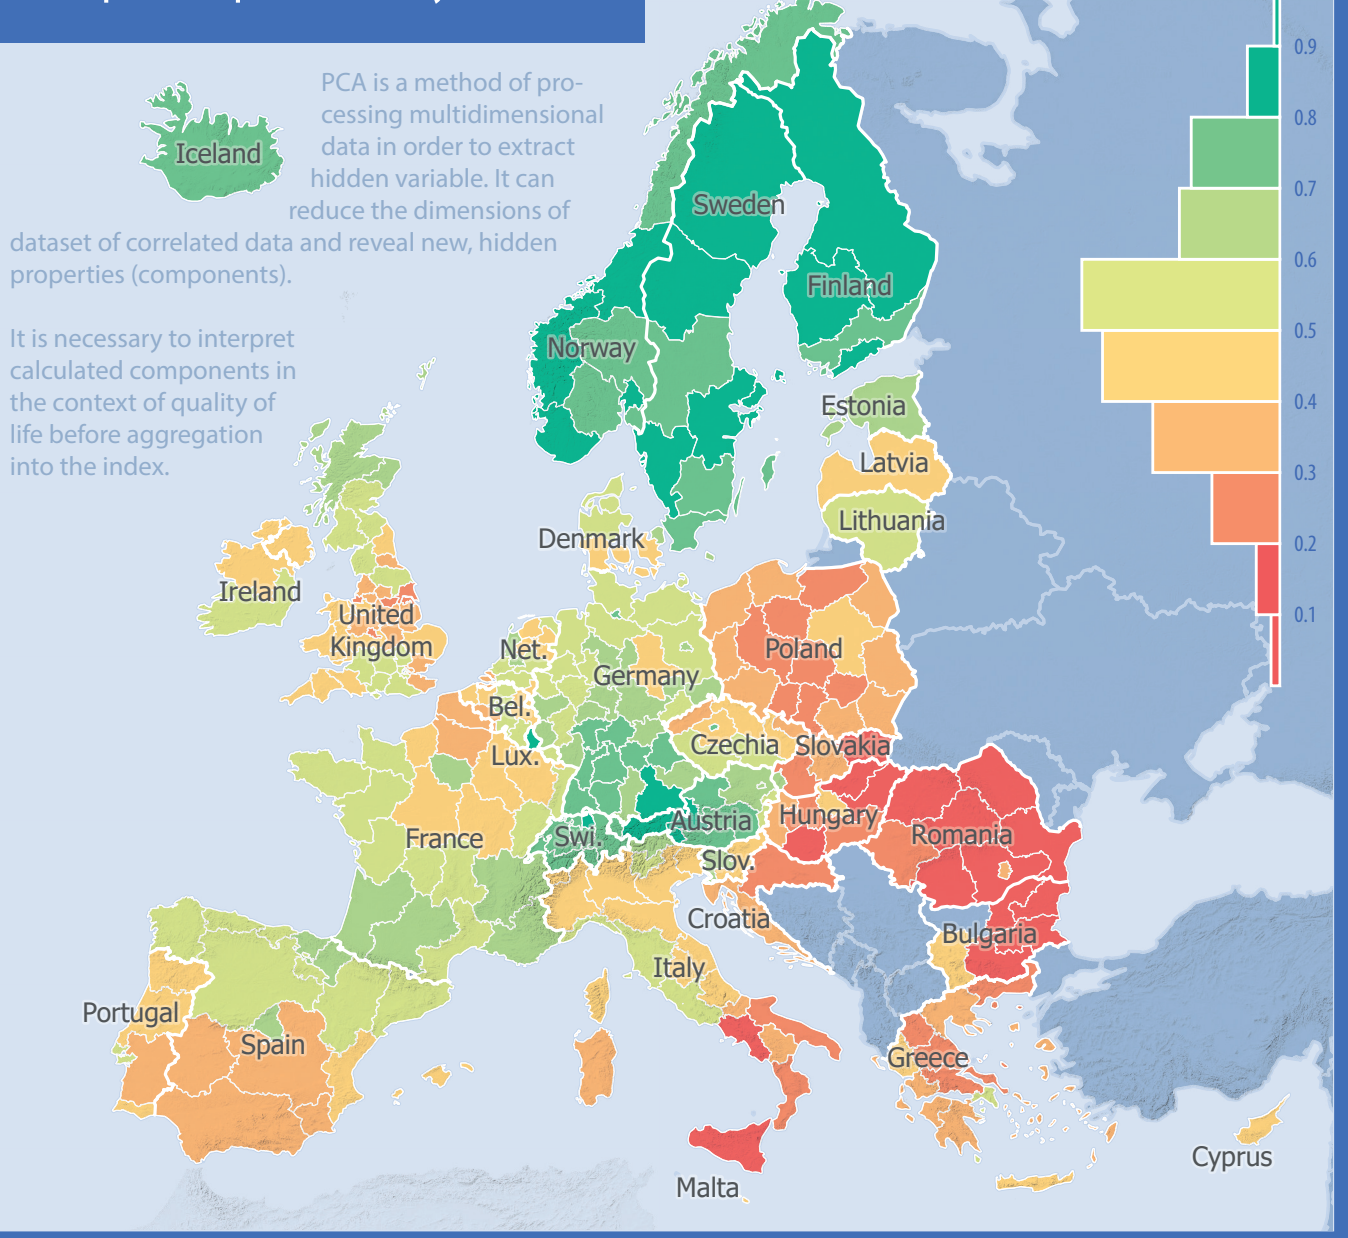 PCA is a method of pro-
cessing multidimensional
data in order to extract
hidden variable. It can
reduce the dimensions of
dataset of correlated data and reveal new, hidden
properties (components).
It is necessary to interpret
calculated components in
the context of quality of
life before aggregation
into the index.
Iceland
Sweden
Finland
Norway
Estonia
Latvia
Lithuania
Denmark
Ireland
United
Kingdom
Net.
Germany
Poland
Bel.
Lux.
Czechia
Slovakia
France
Swi.
Austria
Hungary
Romania
Slov.
Croatia
Bulgaria
Italy
Portugal
Spain
Greece
Cyprus
Malta
0.9
0.8
0.7
0.6
0.5
0.4
0.3
0.2
0.1